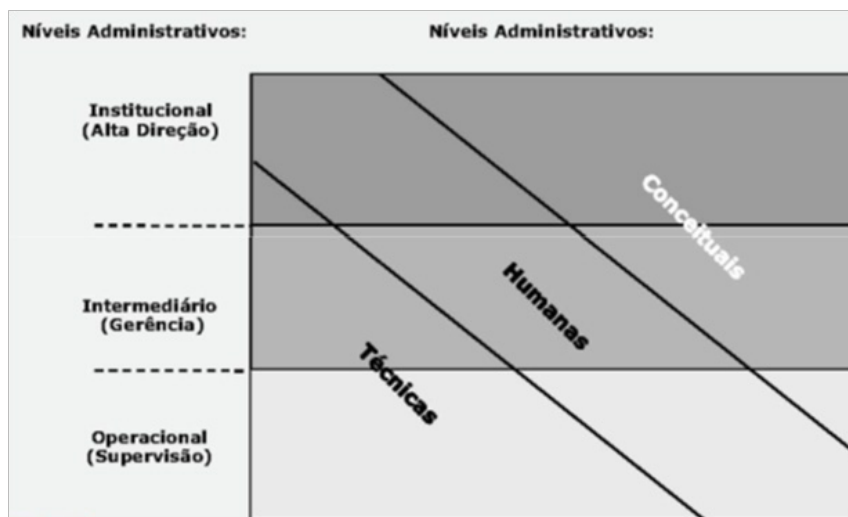 Níveis Administrativos:
Níveis Administrativos:
Institucional
(Alta Direção)
Conceituais
Humanas
Intermediário
(Gerência)
Técnicas
Operacional
(Supervisão)